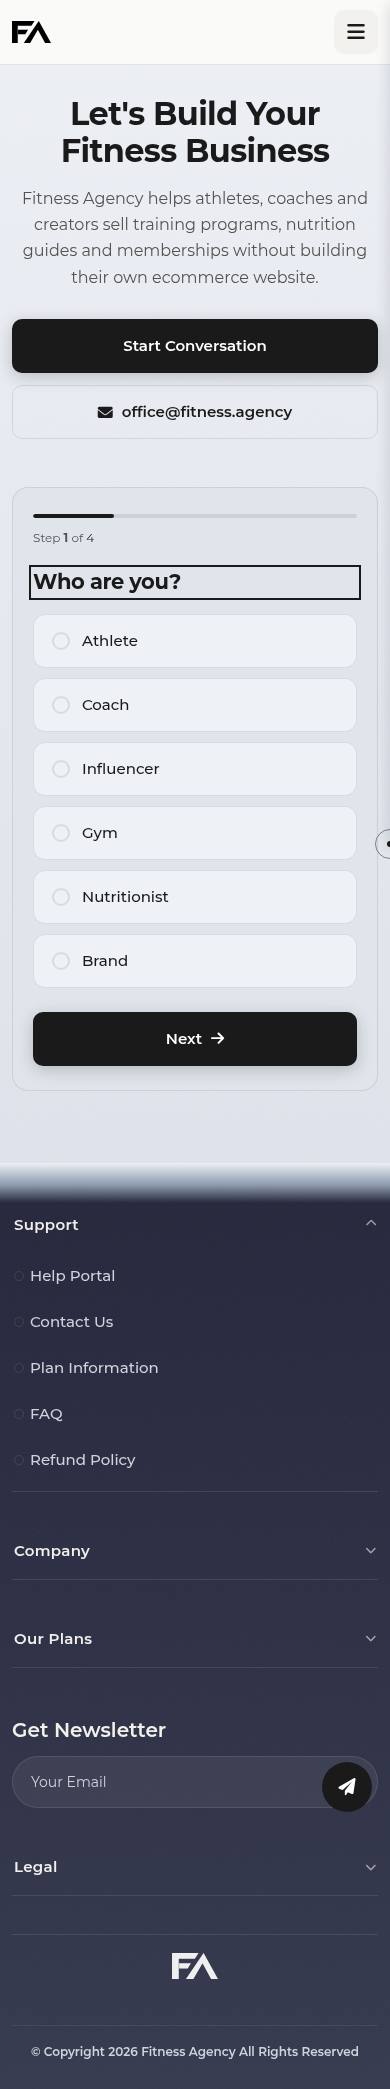 FA
Let's Build Your
Fitness Business
Fitness Agency helps athletes, coaches and
creators sell training programs, nutrition
guides and memberships without building
their own ecommerce website.
Start Conversation
office@fitness.agency
Step 1 of 4
Who are you?
Athlete
Coach
Influencer
Gym
Nutritionist
Brand
Next
Support
Help Portal
Contact Us
Plan Information
FAQ
Refund Policy
Company
Our Plans
Get Newsletter
Your Email
Legal
FA
© Copyright 2026 Fitness Agency All Rights Reserved